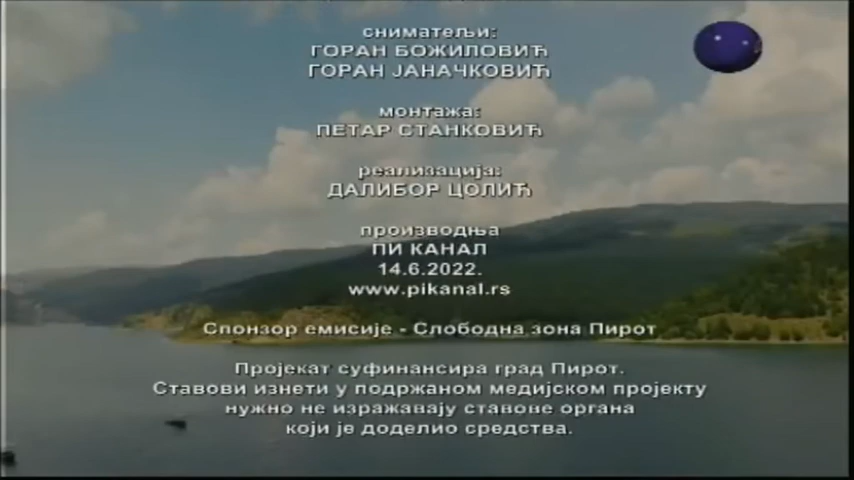 сниматељи:
ГОРАН БОЖИЛОВИЋ
ГОРАН ЈАНАЧКОВИЋ
монтажа:
ПЕТАР СТАНКОВИЋ
реализација:
ДАЛИБОР ЦОЛИЋ
производња
ПИ КАНАЛ
14.6.2022.
www.pikanal.rs
Спонзор емисије - Слободна зона Пирот
Пројекат суфинансира град Пирот.
Ставови изнети у подржаном медијском пројекту
нужно не изражавају ставове органа
који је доделио средства.